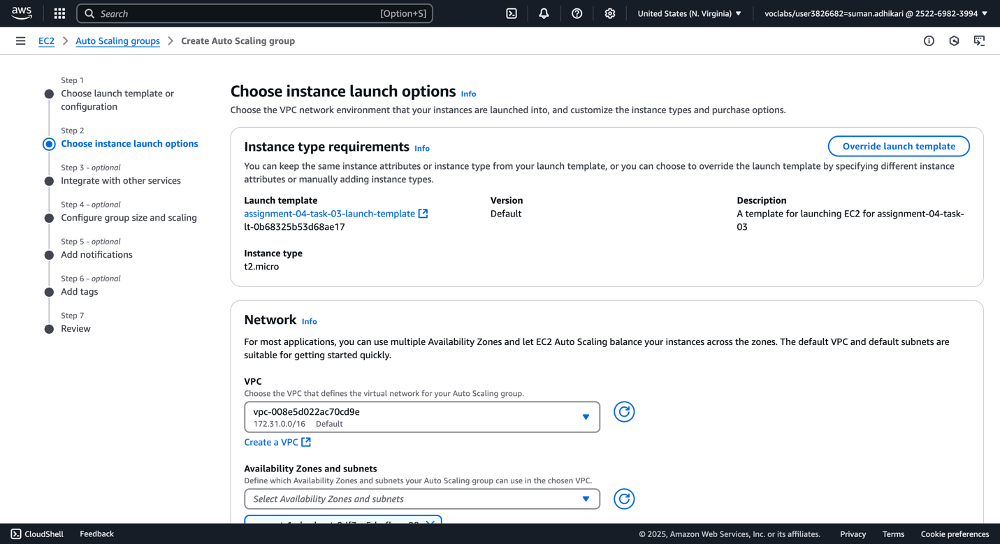 aws
Search [Option+S]
United States (N. Virginia)
voclabs/user3826682=suman.adhikari @ 2522-6982-3994
EC2
Auto Scaling groups
Create Auto Scaling group
Step 1
Choose launch template or
configuration
Step 2
Choose instance launch options
Step 3 - optional
Integrate with other services
Step 4 - optional
Configure group size and scaling
Step 5 - optional
Add notifications
Step 6 - optional
Add tags
Step 7
Review
Choose instance launch options Info
Choose the VPC network environment that your instances are launched into, and customize the instance types and purchase options.
Instance type requirements Info
Override launch template
You can keep the same instance attributes or instance type from your launch template, or you can choose to override the launch template by specifying different instance
attributes or manually adding instance types.
Launch template
assignment-04-task-03-launch-template
lt-0b68325b53d68ae17
Version
Default
Description
A template for launching EC2 for assignment-04-task-
03
Instance type
t2.micro
Network Info
For most applications, you can use multiple Availability Zones and let EC2 Auto Scaling balance your instances across the zones. The default VPC and default subnets are
suitable for getting started quickly.
VPC
Choose the VPC that defines the virtual network for your Auto Scaling group.
vpc-008e5d022ac70cd9e
172.31.0.0/16 Default
Create a VPC
Availability Zones and subnets
Define which Availability Zones and subnets your Auto Scaling group can use in the chosen VPC.
Select Availability Zones and subnets
CloudShell
Feedback
© 2025, Amazon Web Services, Inc. or its affiliates.
Privacy
Terms
Cookie preferences